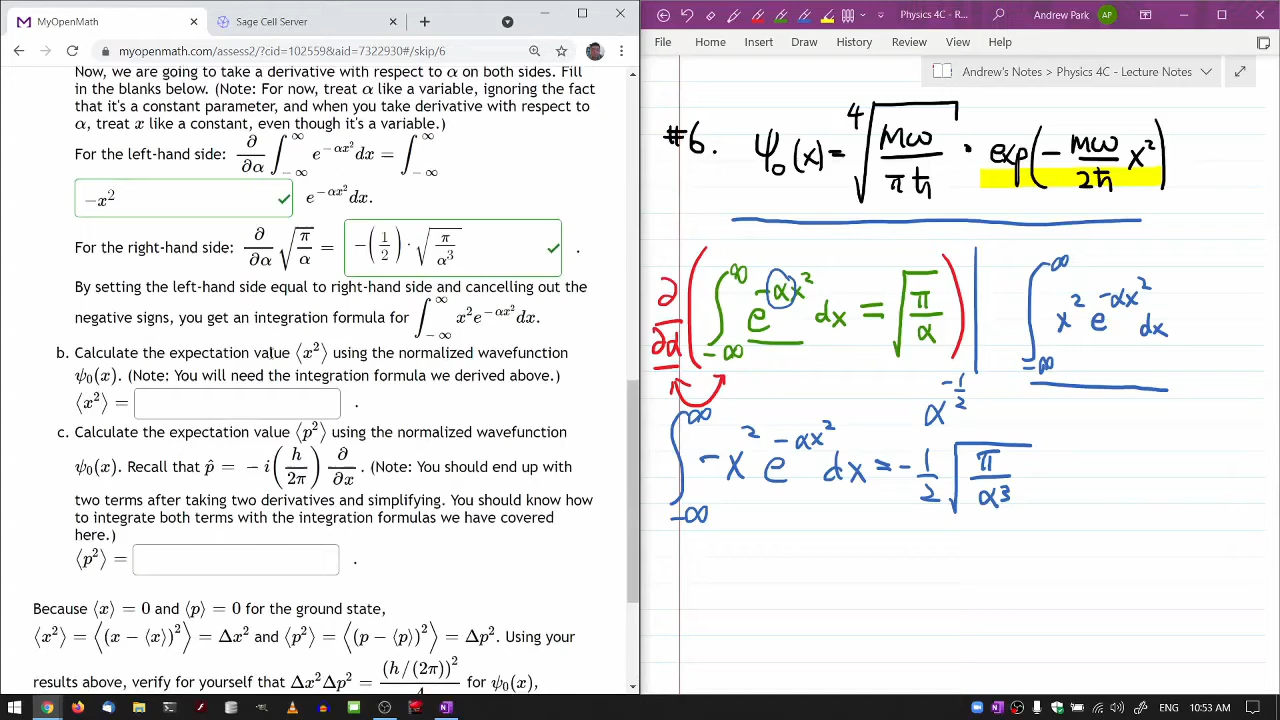 MyOpenMath
Sage Cell Server
myopenmath.com/assess2/?cid=102559&aid=7322930#/skip/6
Now, we are going to take a derivative with respect to α on both sides. Fill
in the blanks below. (Note: For now, treat α like a variable, ignoring the fact
that it's a constant parameter, and when you take derivative with respect to
α, treat x like a constant, even though it's a variable.)
For the left-hand side: ∂/∂α ∫_{-∞}^{∞} e^{-αx²} dx = ∫_{-∞}^{∞}
-x² e^{-αx²} dx.
For the right-hand side: ∂/∂α √(π/α) = -(1/2)·√(π/α³) .
By setting the left-hand side equal to right-hand side and cancelling out the
negative signs, you get an integration formula for ∫_{-∞}^{∞} x² e^{-αx²} dx.
b. Calculate the expectation value ⟨x²⟩ using the normalized wavefunction
ψ₀(x). (Note: You will need the integration formula we derived above.)
⟨x²⟩ = .
c. Calculate the expectation value ⟨p²⟩ using the normalized wavefunction
ψ₀(x). Recall that p̂ = -i(h/2π) ∂/∂x. (Note: You should end up with
two terms after taking two derivatives and simplifying. You should know how
to integrate both terms with the integration formulas we have covered
here.)
⟨p²⟩ = .
Because ⟨x⟩ = 0 and ⟨p⟩ = 0 for the ground state,
⟨x²⟩ = ⟨(x - ⟨x⟩)²⟩ = Δx² and ⟨p²⟩ = ⟨(p - ⟨p⟩)²⟩ = Δp². Using your
results above, verify for yourself that Δx²Δp² = (h/(2π))²/4 for ψ₀(x),
Physics 4C - R...
Andrew Park
AP
File Home Insert Draw History Review View Help
Andrew's Notes > Physics 4C - Lecture Notes
#6. ψ₀(x) = ⁴√(mω/πħ) · exp(-mω/2ħ x²)
∂/∂α (∫_{-∞}^{∞} e^{-αx²} dx = √(π/α))
∫_{-∞}^{∞} x² e^{-αx²} dx
α^{-1/2}
∫_{-∞}^{∞} -x² e^{-αx²} dx = -1/2 √(π/α³)
ENG 10:53 AM